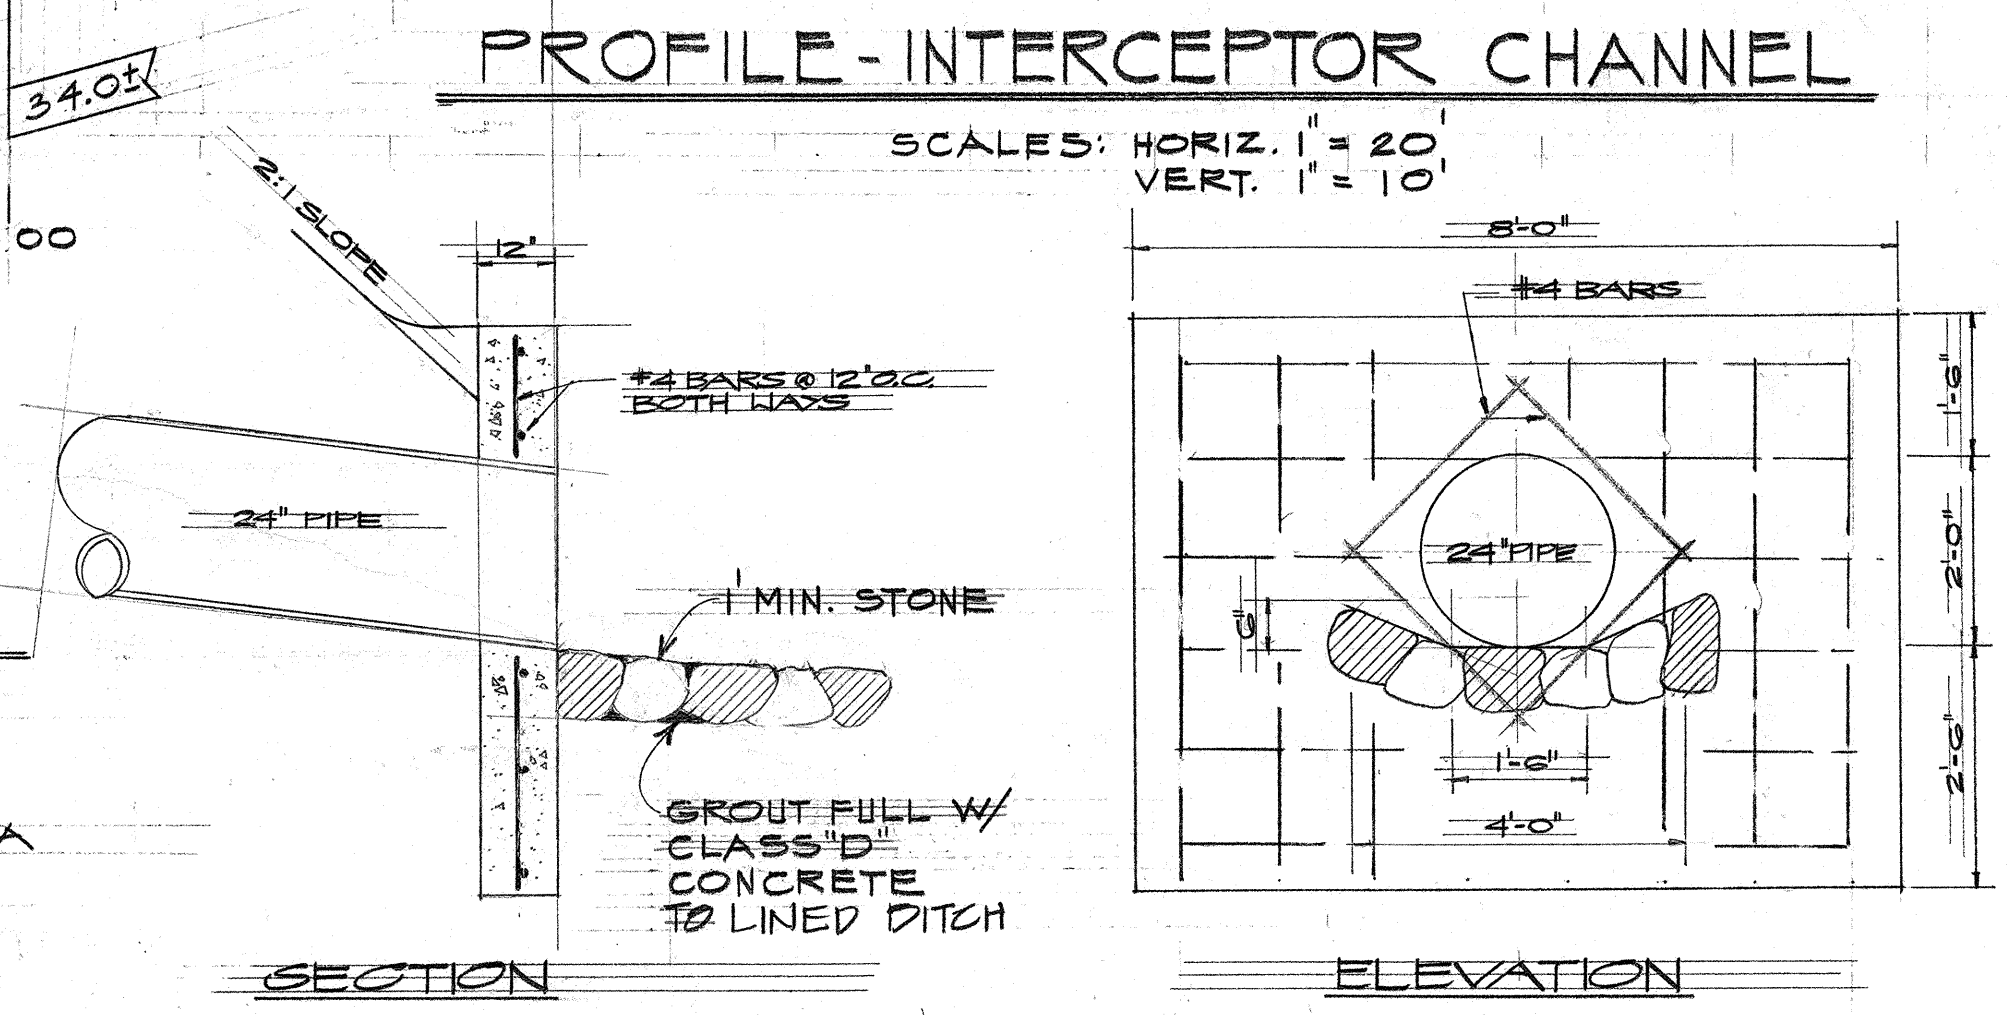 PROFILE - INTERCEPTOR CHANNEL
SCALES: HORIZ. 1" = 20'
VERT. 1" = 10'
34.0±
00
2:1 SLOPE
12"
#4 BARS @ 12" O.C.
BOTH WAYS
24" PIPE
1' MIN. STONE
GROUT FULL W/
CLASS "D"
CONCRETE
TO LINED DITCH
A
SECTION
8'-0"
#4 BARS
1'-6"
24" PIPE
2'-0"
6"
2'-6"
1'-6"
4'-0"
ELEVATION